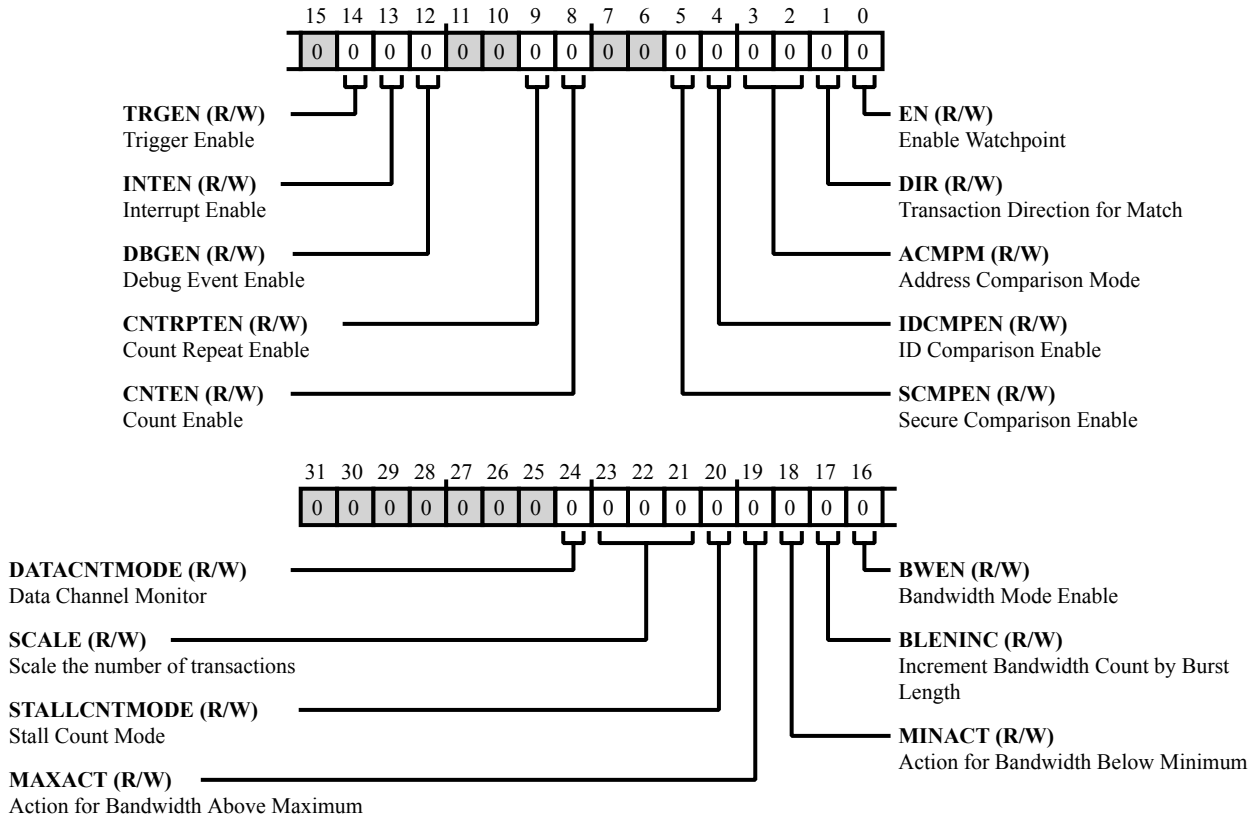 15 14 13 12 11 10 9 8 7 6 5 4 3 2 1 0
0 0 0 0 0 0 0 0 0 0 0 0 0 0 0 0
TRGEN (R/W)
Trigger Enable
INTEN (R/W)
Interrupt Enable
DBGEN (R/W)
Debug Event Enable
CNTRPTEN (R/W)
Count Repeat Enable
CNTEN (R/W)
Count Enable
EN (R/W)
Enable Watchpoint
DIR (R/W)
Transaction Direction for Match
ACMPM (R/W)
Address Comparison Mode
IDCMPEN (R/W)
ID Comparison Enable
SCMPEN (R/W)
Secure Comparison Enable
31 30 29 28 27 26 25 24 23 22 21 20 19 18 17 16
0 0 0 0 0 0 0 0 0 0 0 0 0 0 0 0
DATACNTMODE (R/W)
Data Channel Monitor
SCALE (R/W)
Scale the number of transactions
STALLCNTMODE (R/W)
Stall Count Mode
MAXACT (R/W)
Action for Bandwidth Above Maximum
BWEN (R/W)
Bandwidth Mode Enable
BLENINC (R/W)
Increment Bandwidth Count by Burst
Length
MINACT (R/W)
Action for Bandwidth Below Minimum